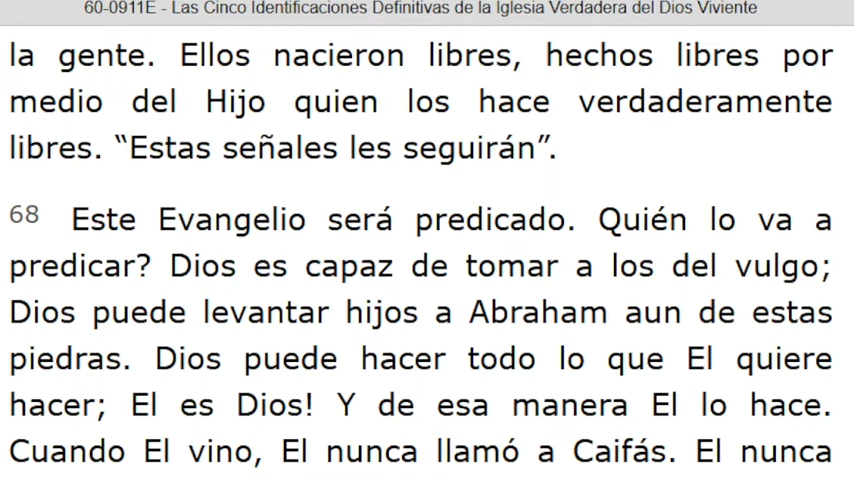 60-0911E - Las Cinco Identificaciones Definitivas de la Iglesia Verdadera del Dios Viviente
la gente. Ellos nacieron libres, hechos libres por
medio del Hijo quien los hace verdaderamente
libres. “Estas señales les seguirán”.
68 Este Evangelio será predicado. Quién lo va a
predicar? Dios es capaz de tomar a los del vulgo;
Dios puede levantar hijos a Abraham aun de estas
piedras. Dios puede hacer todo lo que El quiere
hacer; El es Dios! Y de esa manera El lo hace.
Cuando El vino, El nunca llamó a Caifás. El nunca